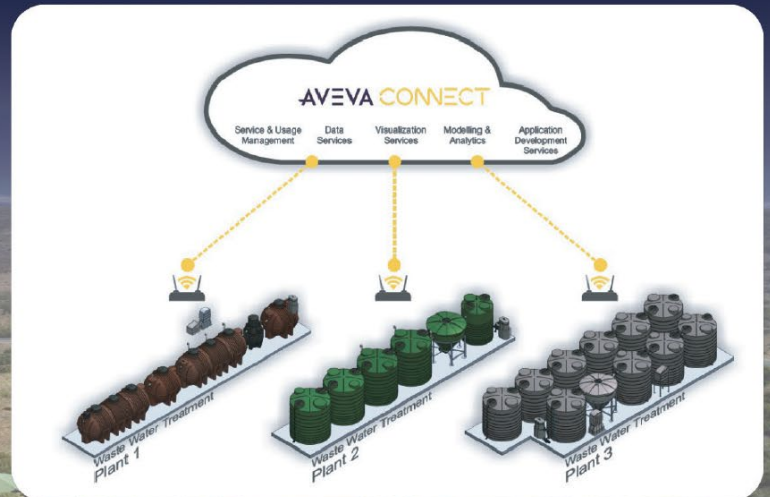 AVEVA CONNECT
Service & Usage
Management
Data
Services
Visualization
Services
Modelling &
Analytics
Application
Development
Services
Waste Water Treatment
Plant 1
Waste Water Treatment
Plant 2
Waste Water Treatment
Plant 3